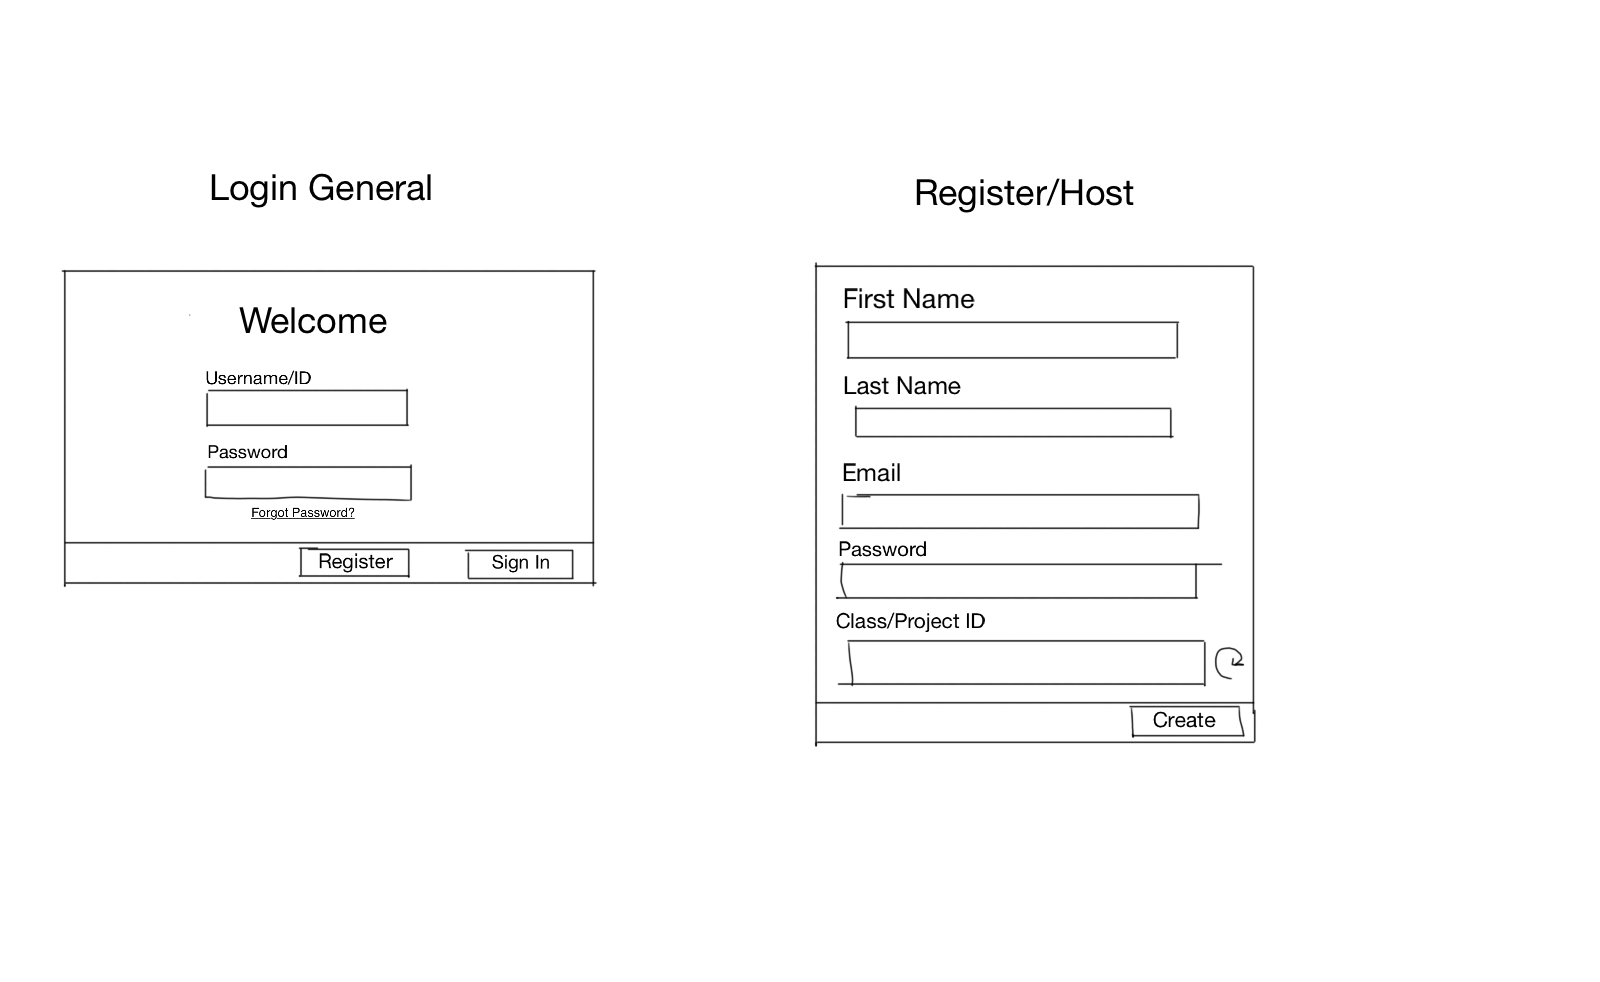 Login General
Welcome
Username/ID
Password
Forgot Password?
Register
Sign In
Register/Host
First Name
Last Name
Email
Password
Class/Project ID
Create